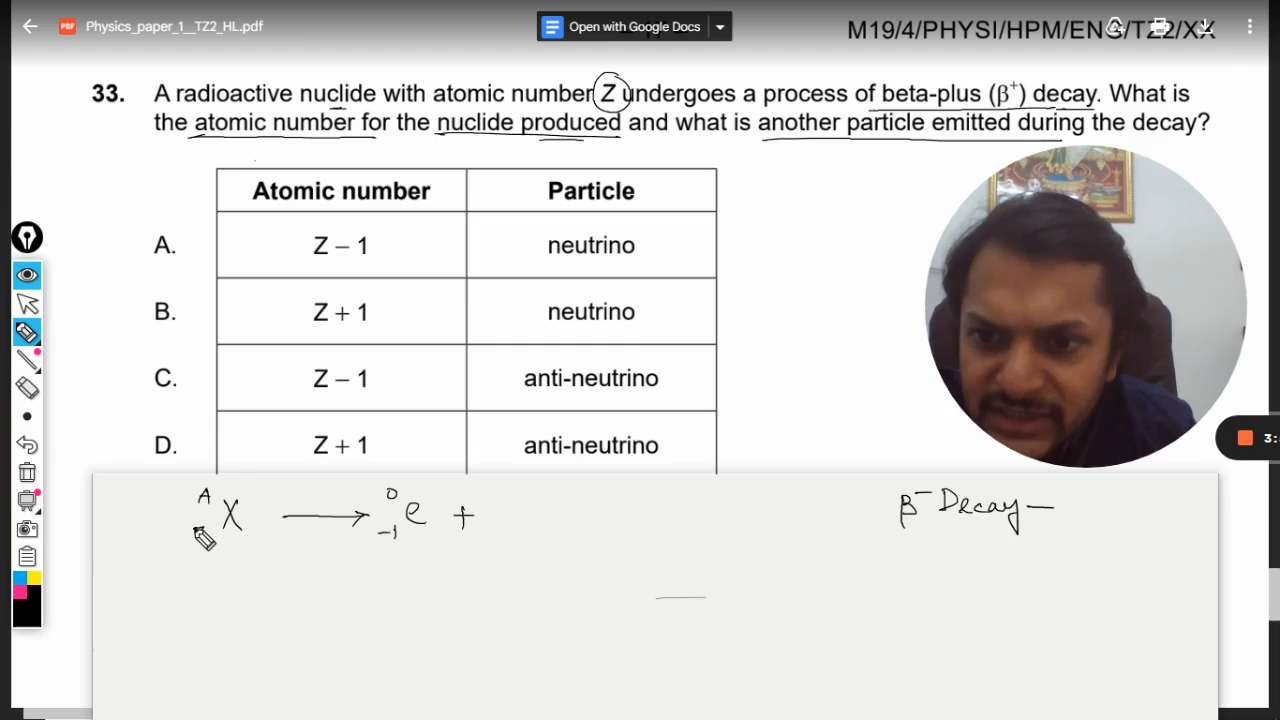 Physics_paper_1__TZ2_HL.pdf
Open with Google Docs
M19/4/PHYSI/HPM/ENG/TZ2/XX
33. A radioactive nuclide with atomic number Z undergoes a process of beta-plus (β⁺) decay. What is
the atomic number for the nuclide produced and what is another particle emitted during the decay?
Atomic number Particle
A. Z – 1 neutrino
B. Z + 1 neutrino
C. Z – 1 anti-neutrino
D. Z + 1 anti-neutrino
3:
ᴬX ⟶ ⁰₋₁e +
β⁻ Decay –